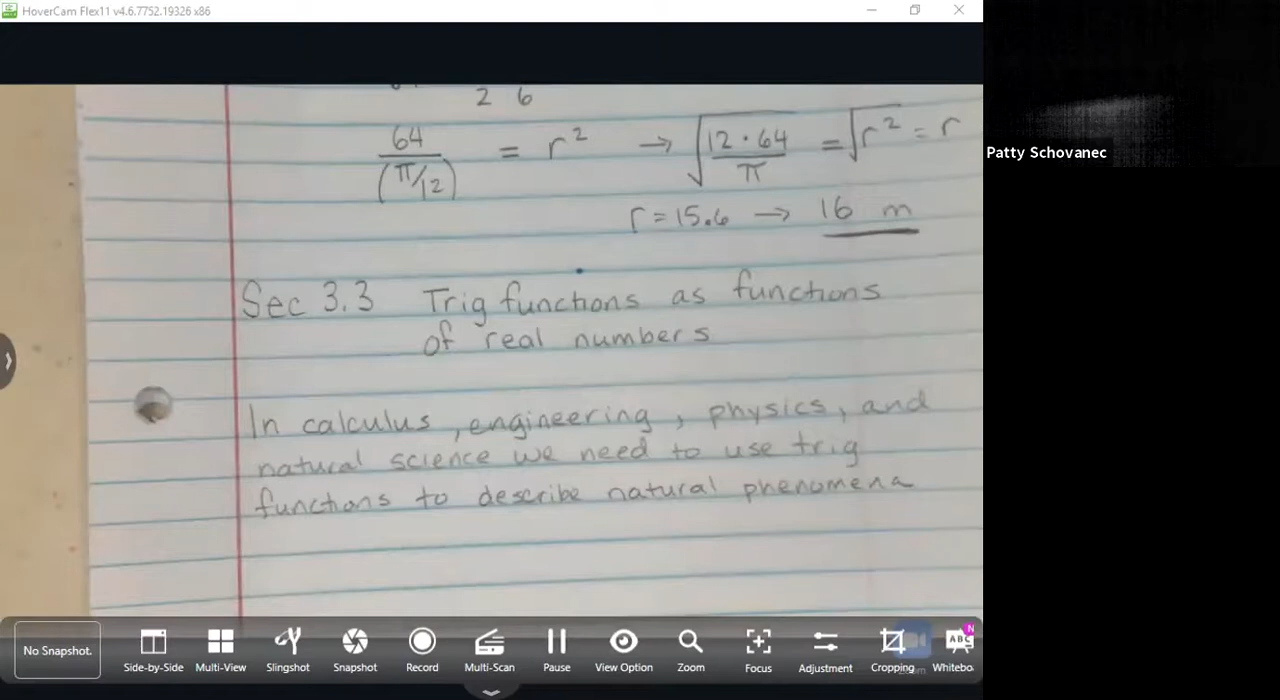 HoverCam Flex11 v4.6.7752.19326 x86
2 6
64/(π/12) = r² → √(12 · 64/π) = √r² = r
r = 15.6 → 16 m
Sec 3.3 Trig functions as functions
of real numbers
In calculus, engineering, physics, and
natural science we need to use trig
functions to describe natural phenomena
Patty Schovanec
No Snapshot.
Side-by-Side Multi-View Slingshot Snapshot Record Multi-Scan Pause View Option Zoom Focus Adjustment Cropping Whiteboa
ABC
N